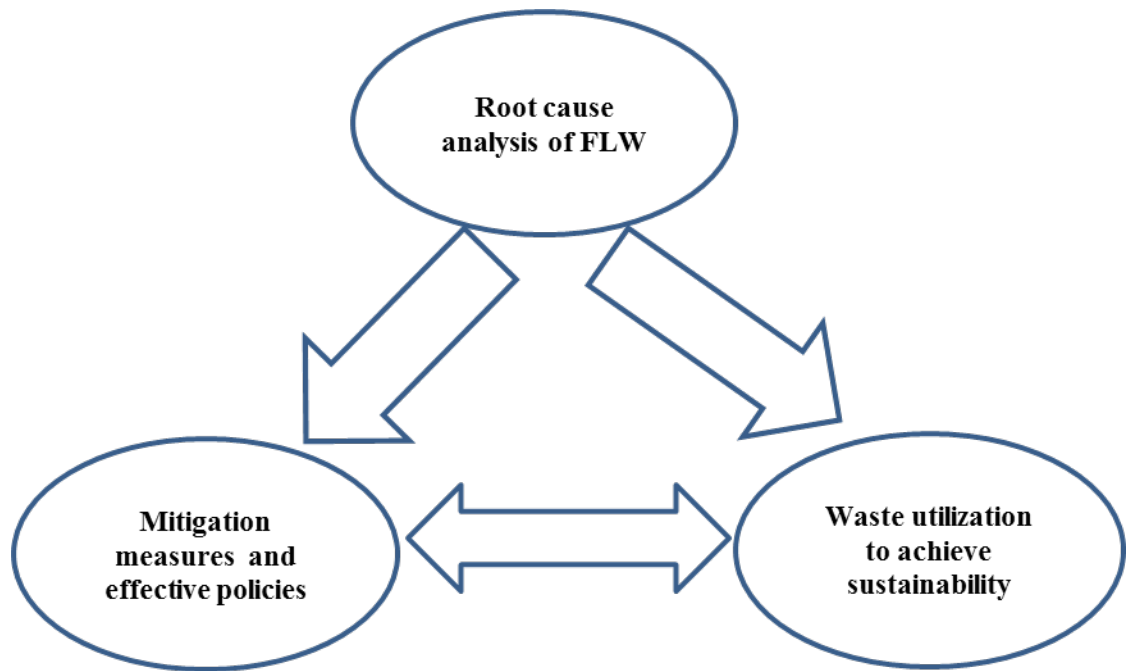 Root cause
analysis of FLW
Mitigation
measures and
effective policies
Waste utilization
to achieve
sustainability